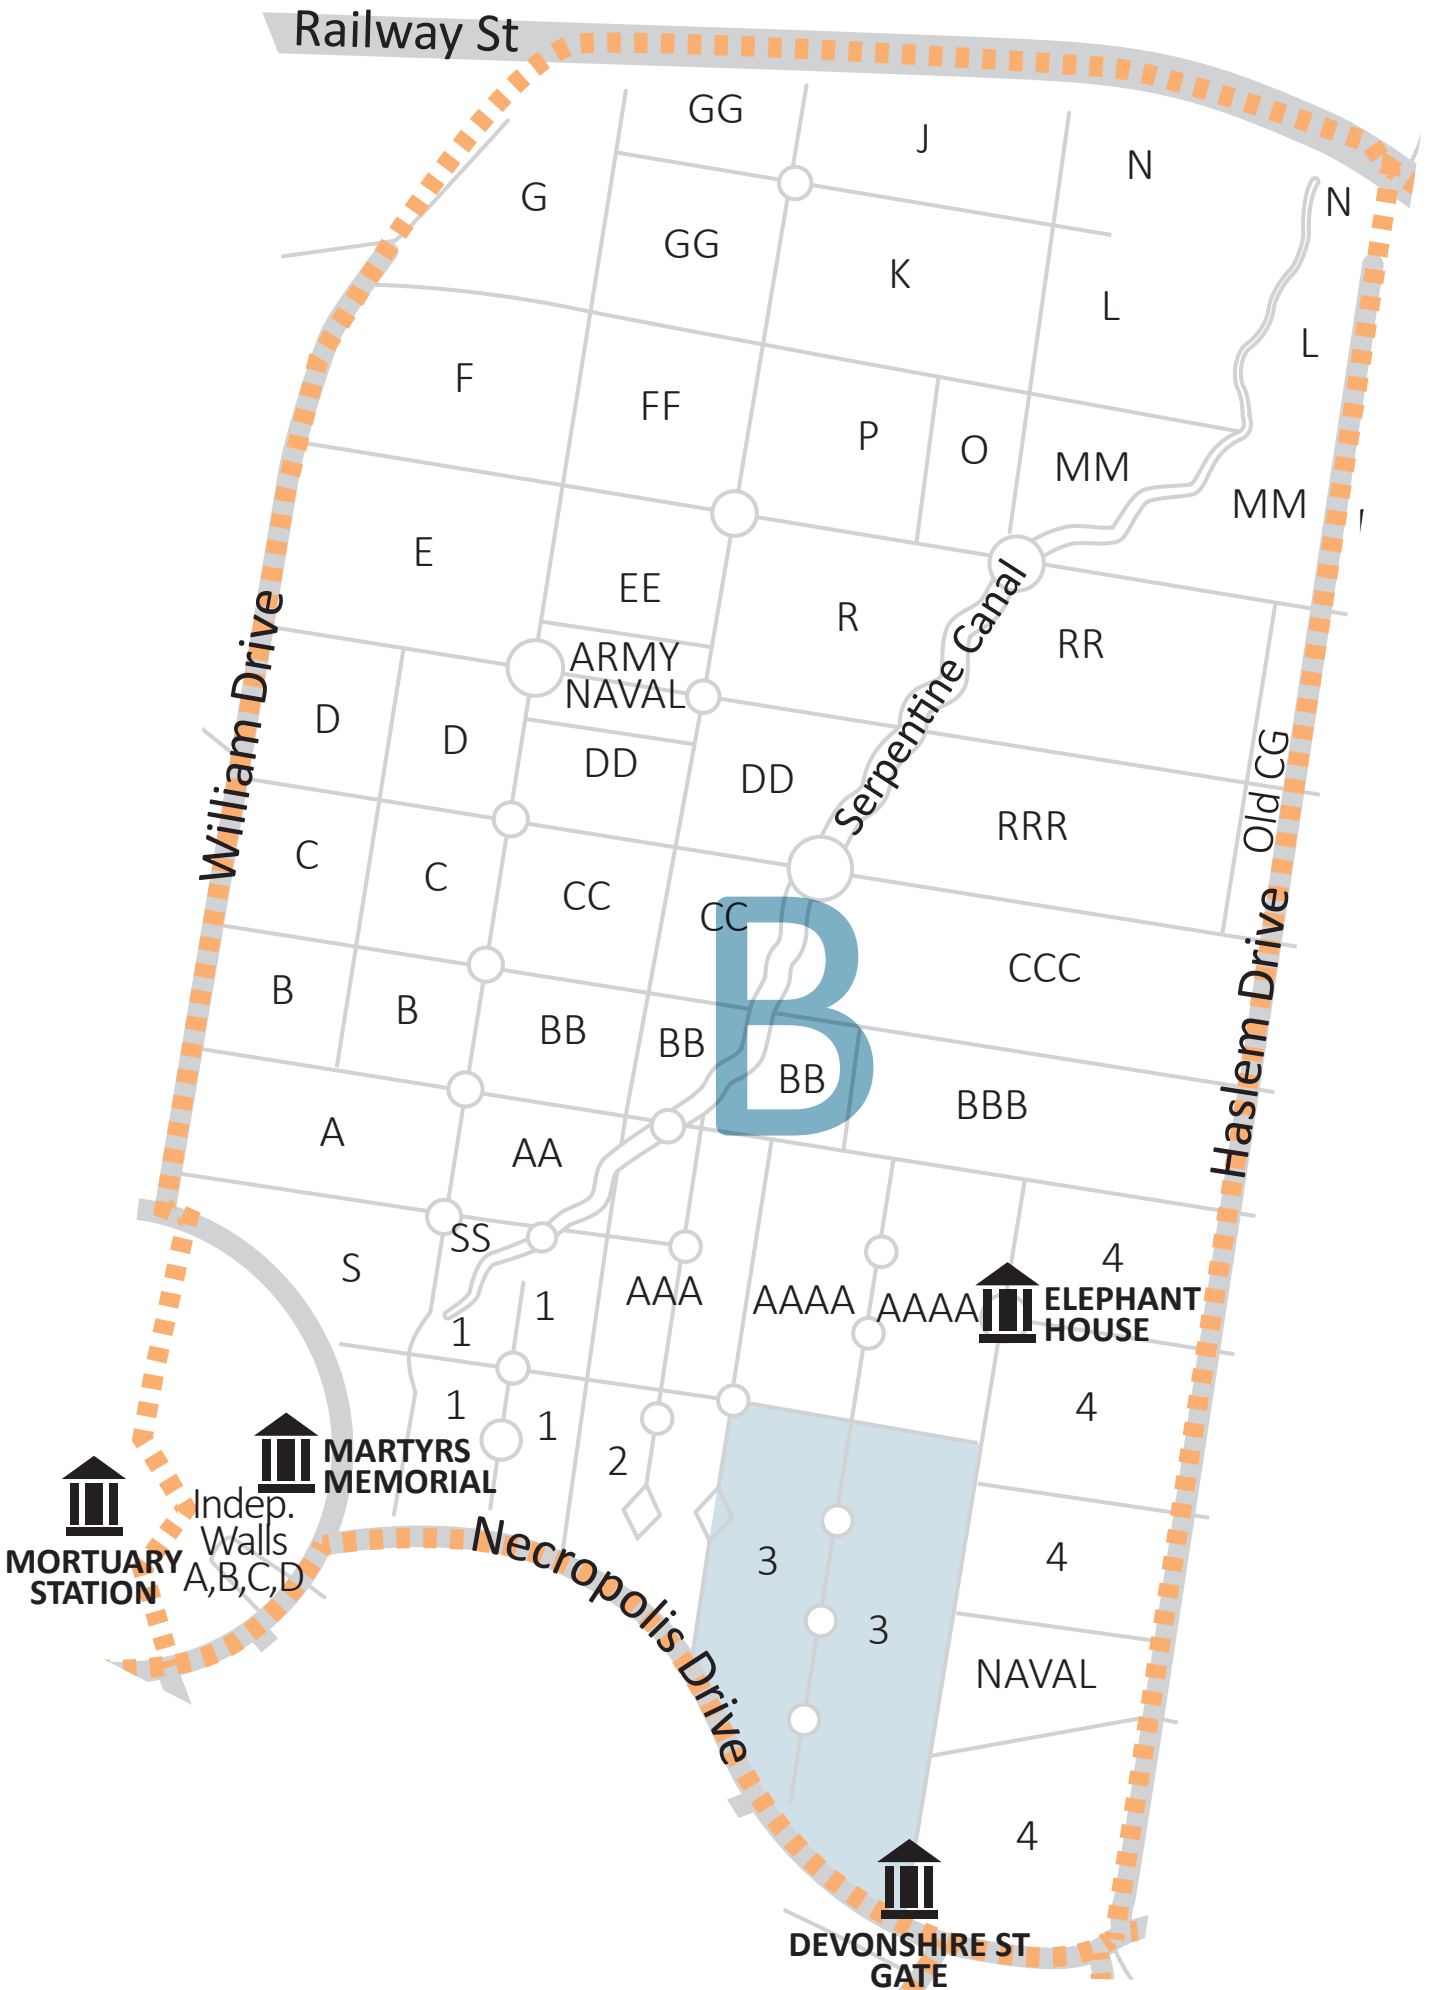 Railway St
GG
J
N
N
G
GG
K
L
L
F
FF
P
O
MM
MM
E
EE
R
RR
ARMY
NAVAL
Serpentine Canal
William Drive
D
D
DD
DD
RRR
Old CG
C
C
CC
CC
CCC
Haslem Drive
B
B
B
BB
BB
BB
BBB
A
AA
S
SS
1
1
AAA
AAAA
AAAA
4
ELEPHANT
HOUSE
1
1
2
4
MARTYRS
MEMORIAL
Indep.
Walls
A,B,C,D
MORTUARY
STATION
Necropolis Drive
3
3
4
NAVAL
4
DEVONSHIRE ST
GATE